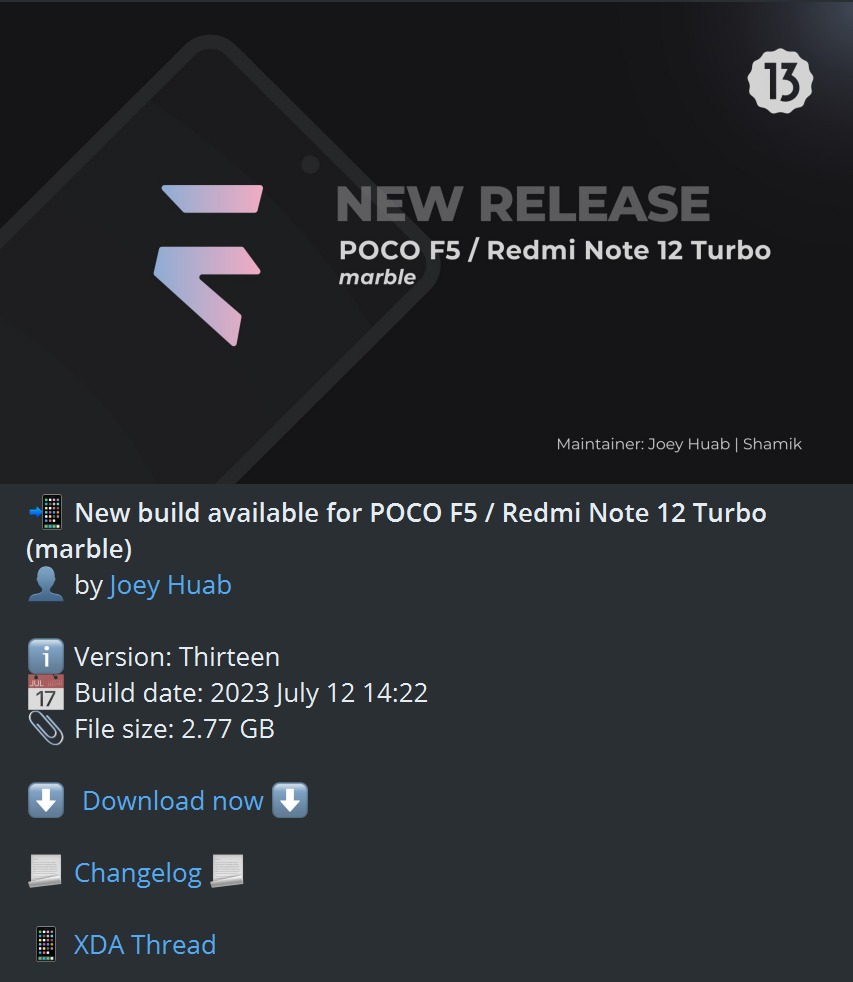 13
NEW RELEASE
POCO F5 / Redmi Note 12 Turbo
marble
Maintainer: Joey Huab | Shamik
📲 New build available for POCO F5 / Redmi Note 12 Turbo
(marble)
👤 by Joey Huab
ℹ️ Version: Thirteen
📅 Build date: 2023 July 12 14:22
📎 File size: 2.77 GB
⬇️ Download now ⬇️
📃 Changelog 📃
📱 XDA Thread